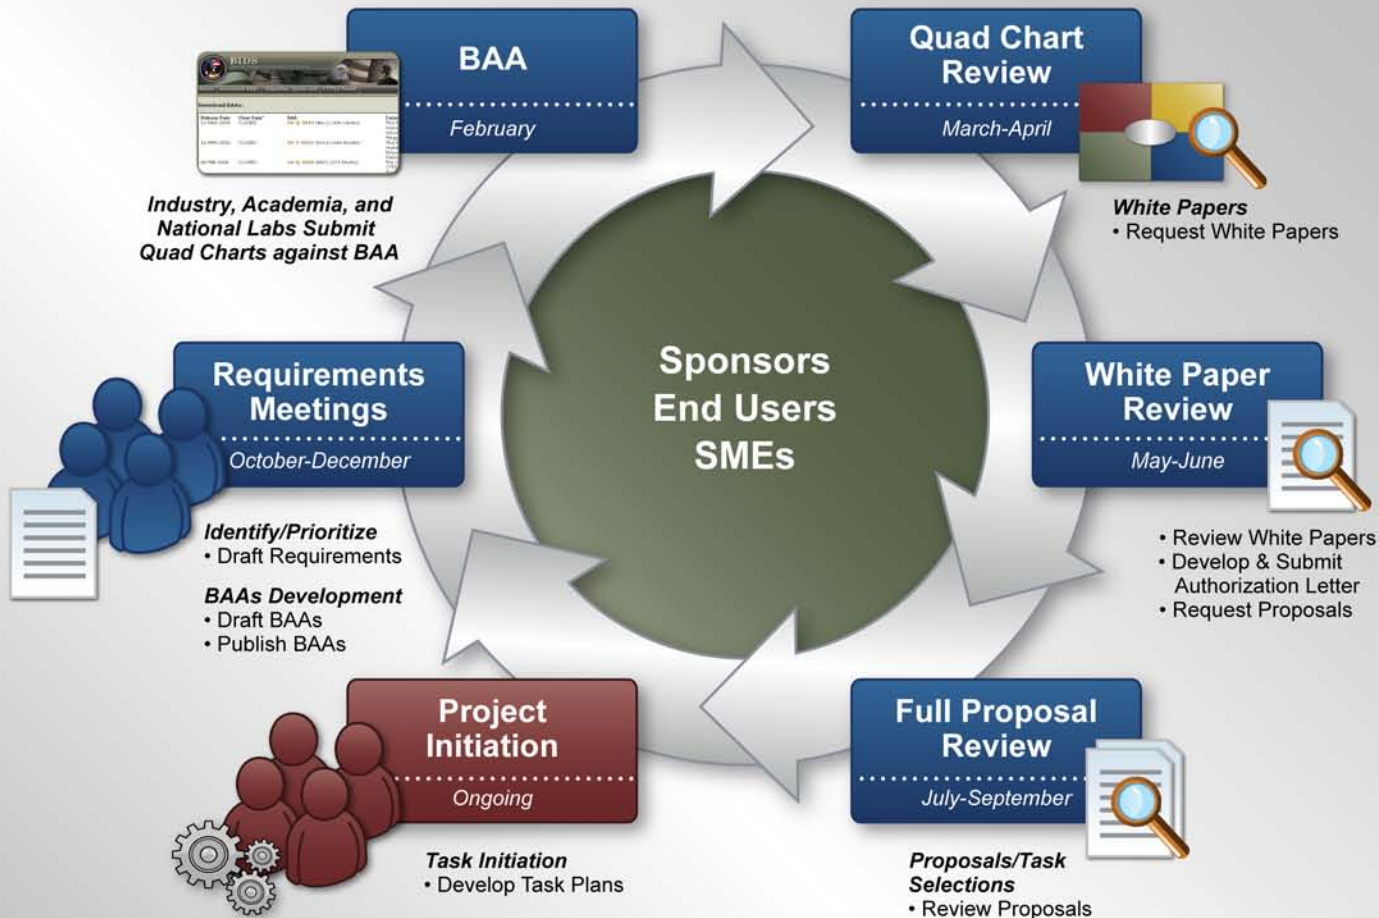 BAA
February
BIDS
Industry, Academia, and
National Labs Submit
Quad Charts against BAA
Quad Chart
Review
March-April
White Papers
• Request White Papers
White Paper
Review
May-June
• Review White Papers
• Develop & Submit
Authorization Letter
• Request Proposals
Full Proposal
Review
July-September
Proposals/Task
Selections
• Review Proposals
Project
Initiation
Ongoing
Task Initiation
• Develop Task Plans
Requirements
Meetings
October-December
Identify/Prioritize
• Draft Requirements
BAAs Development
• Draft BAAs
• Publish BAAs
Sponsors
End Users
SMEs